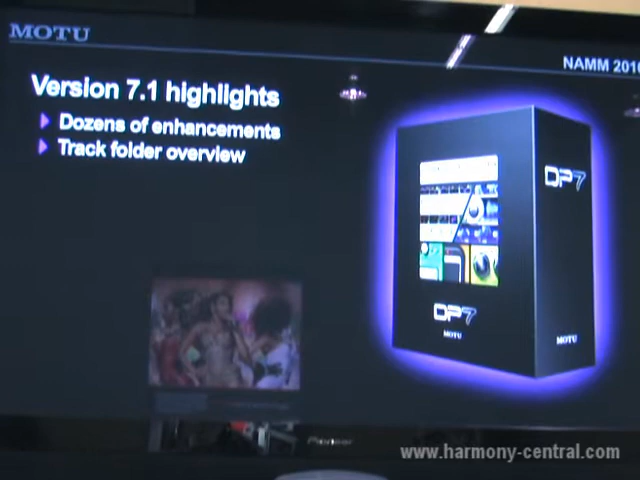 MOTU
NAMM 2010
Version 7.1 highlights
Dozens of enhancements
Track folder overview
DP7
DP7
MOTU
MOTU
Pioneer
www.harmony-central.com